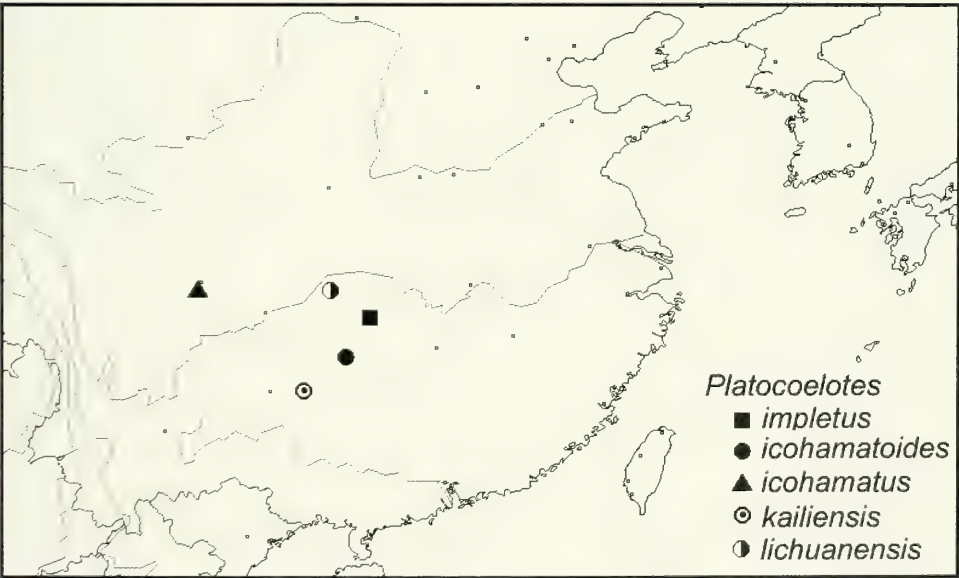 Platocoelotes
impletus
icohamatoides
icohamatus
kailiensis
lichuanensis